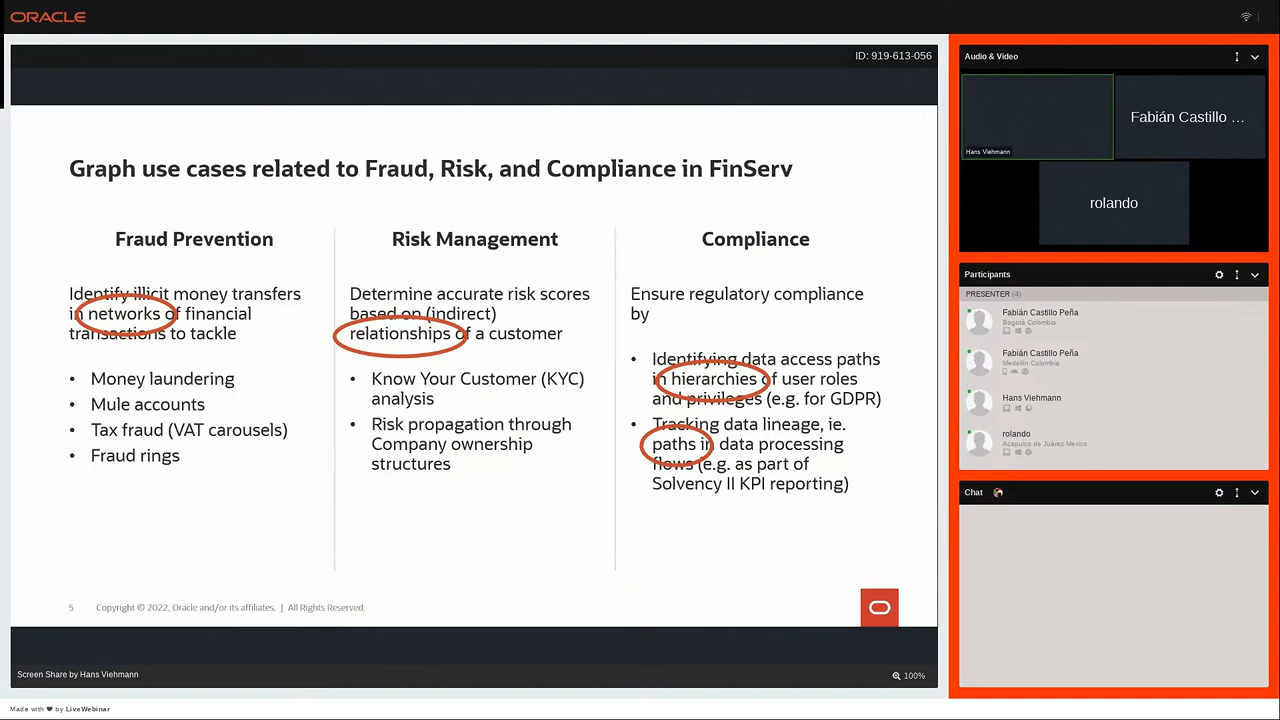 ORACLE
ID: 919-613-056
Graph use cases related to Fraud, Risk, and Compliance in FinServ
Fraud Prevention
Identify illicit money transfers
in networks of financial
transactions to tackle
• Money laundering
• Mule accounts
• Tax fraud (VAT carousels)
• Fraud rings
Risk Management
Determine accurate risk scores
based on (indirect)
relationships of a customer
• Know Your Customer (KYC)
analysis
• Risk propagation through
Company ownership
structures
Compliance
Ensure regulatory compliance
by
• Identifying data access paths
in hierarchies of user roles
and privileges (e.g. for GDPR)
• Tracking data lineage, ie.
paths in data processing
flows (e.g. as part of
Solvency II KPI reporting)
5 Copyright © 2022, Oracle and/or its affiliates. | All Rights Reserved.
Screen Share by Hans Viehmann
100%
Audio & Video
Hans Viehmann
Fabián Castillo ...
rolando
Participants
PRESENTER (4)
Fabián Castillo Peña
Bogotá Colombia
Fabián Castillo Peña
Medellín Colombia
Hans Viehmann
rolando
Acapulco de Juárez Mexico
Chat
Made with ❤ by LiveWebinar